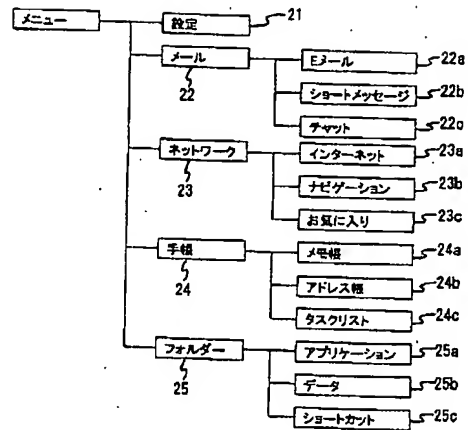 メニュー
設定 21
メール
22
Eメール 22a
ショートメッセージ 22b
チャット 22c
ネットワーク
23
インターネット 23a
ナビゲーション 23b
お気に入り 23c
手帳
24
メモ帳 24a
アドレス帳 24b
タスクリスト 24c
フォルダー
25
アプリケーション 25a
データ 25b
ショートカット 25c